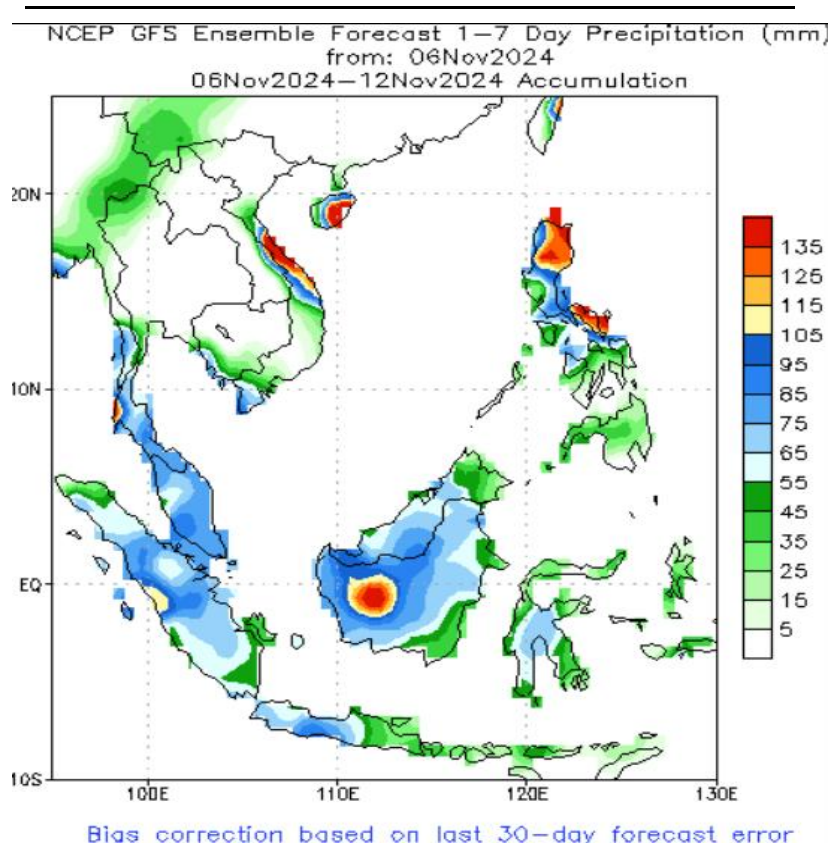 NCEP GFS Ensemble Forecast 1-7 Day Precipitation (mm)
from: 06Nov2024
06Nov2024-12Nov2024 Accumulation
20N
10N
EQ
10S
100E
110E
120E
130E
135
125
115
105
95
85
75
65
55
45
35
25
15
5
Bias correction based on last 30-day forecast error